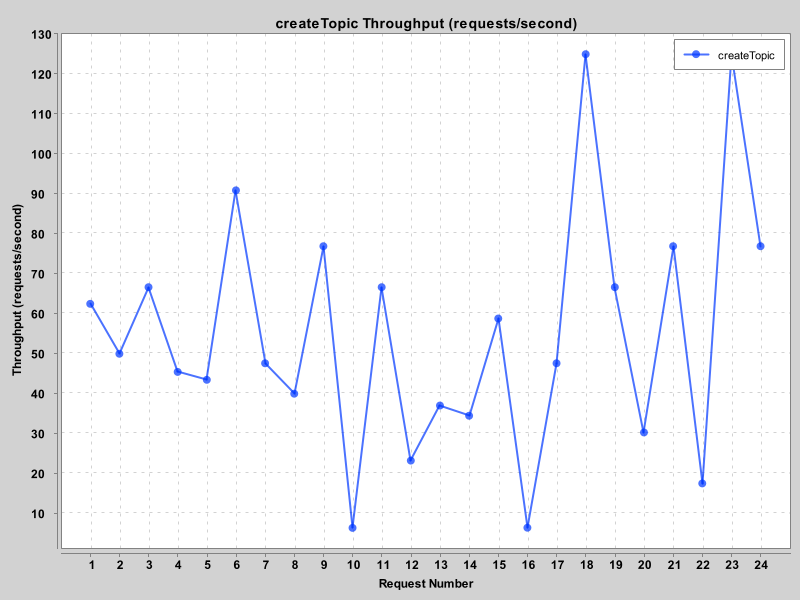 createTopic Throughput (requests/second)
createTopic
130
120
110
100
90
80
70
60
50
40
30
20
10
Throughput (requests/second)
1 2 3 4 5 6 7 8 9 10 11 12 13 14 15 16 17 18 19 20 21 22 23 24
Request Number